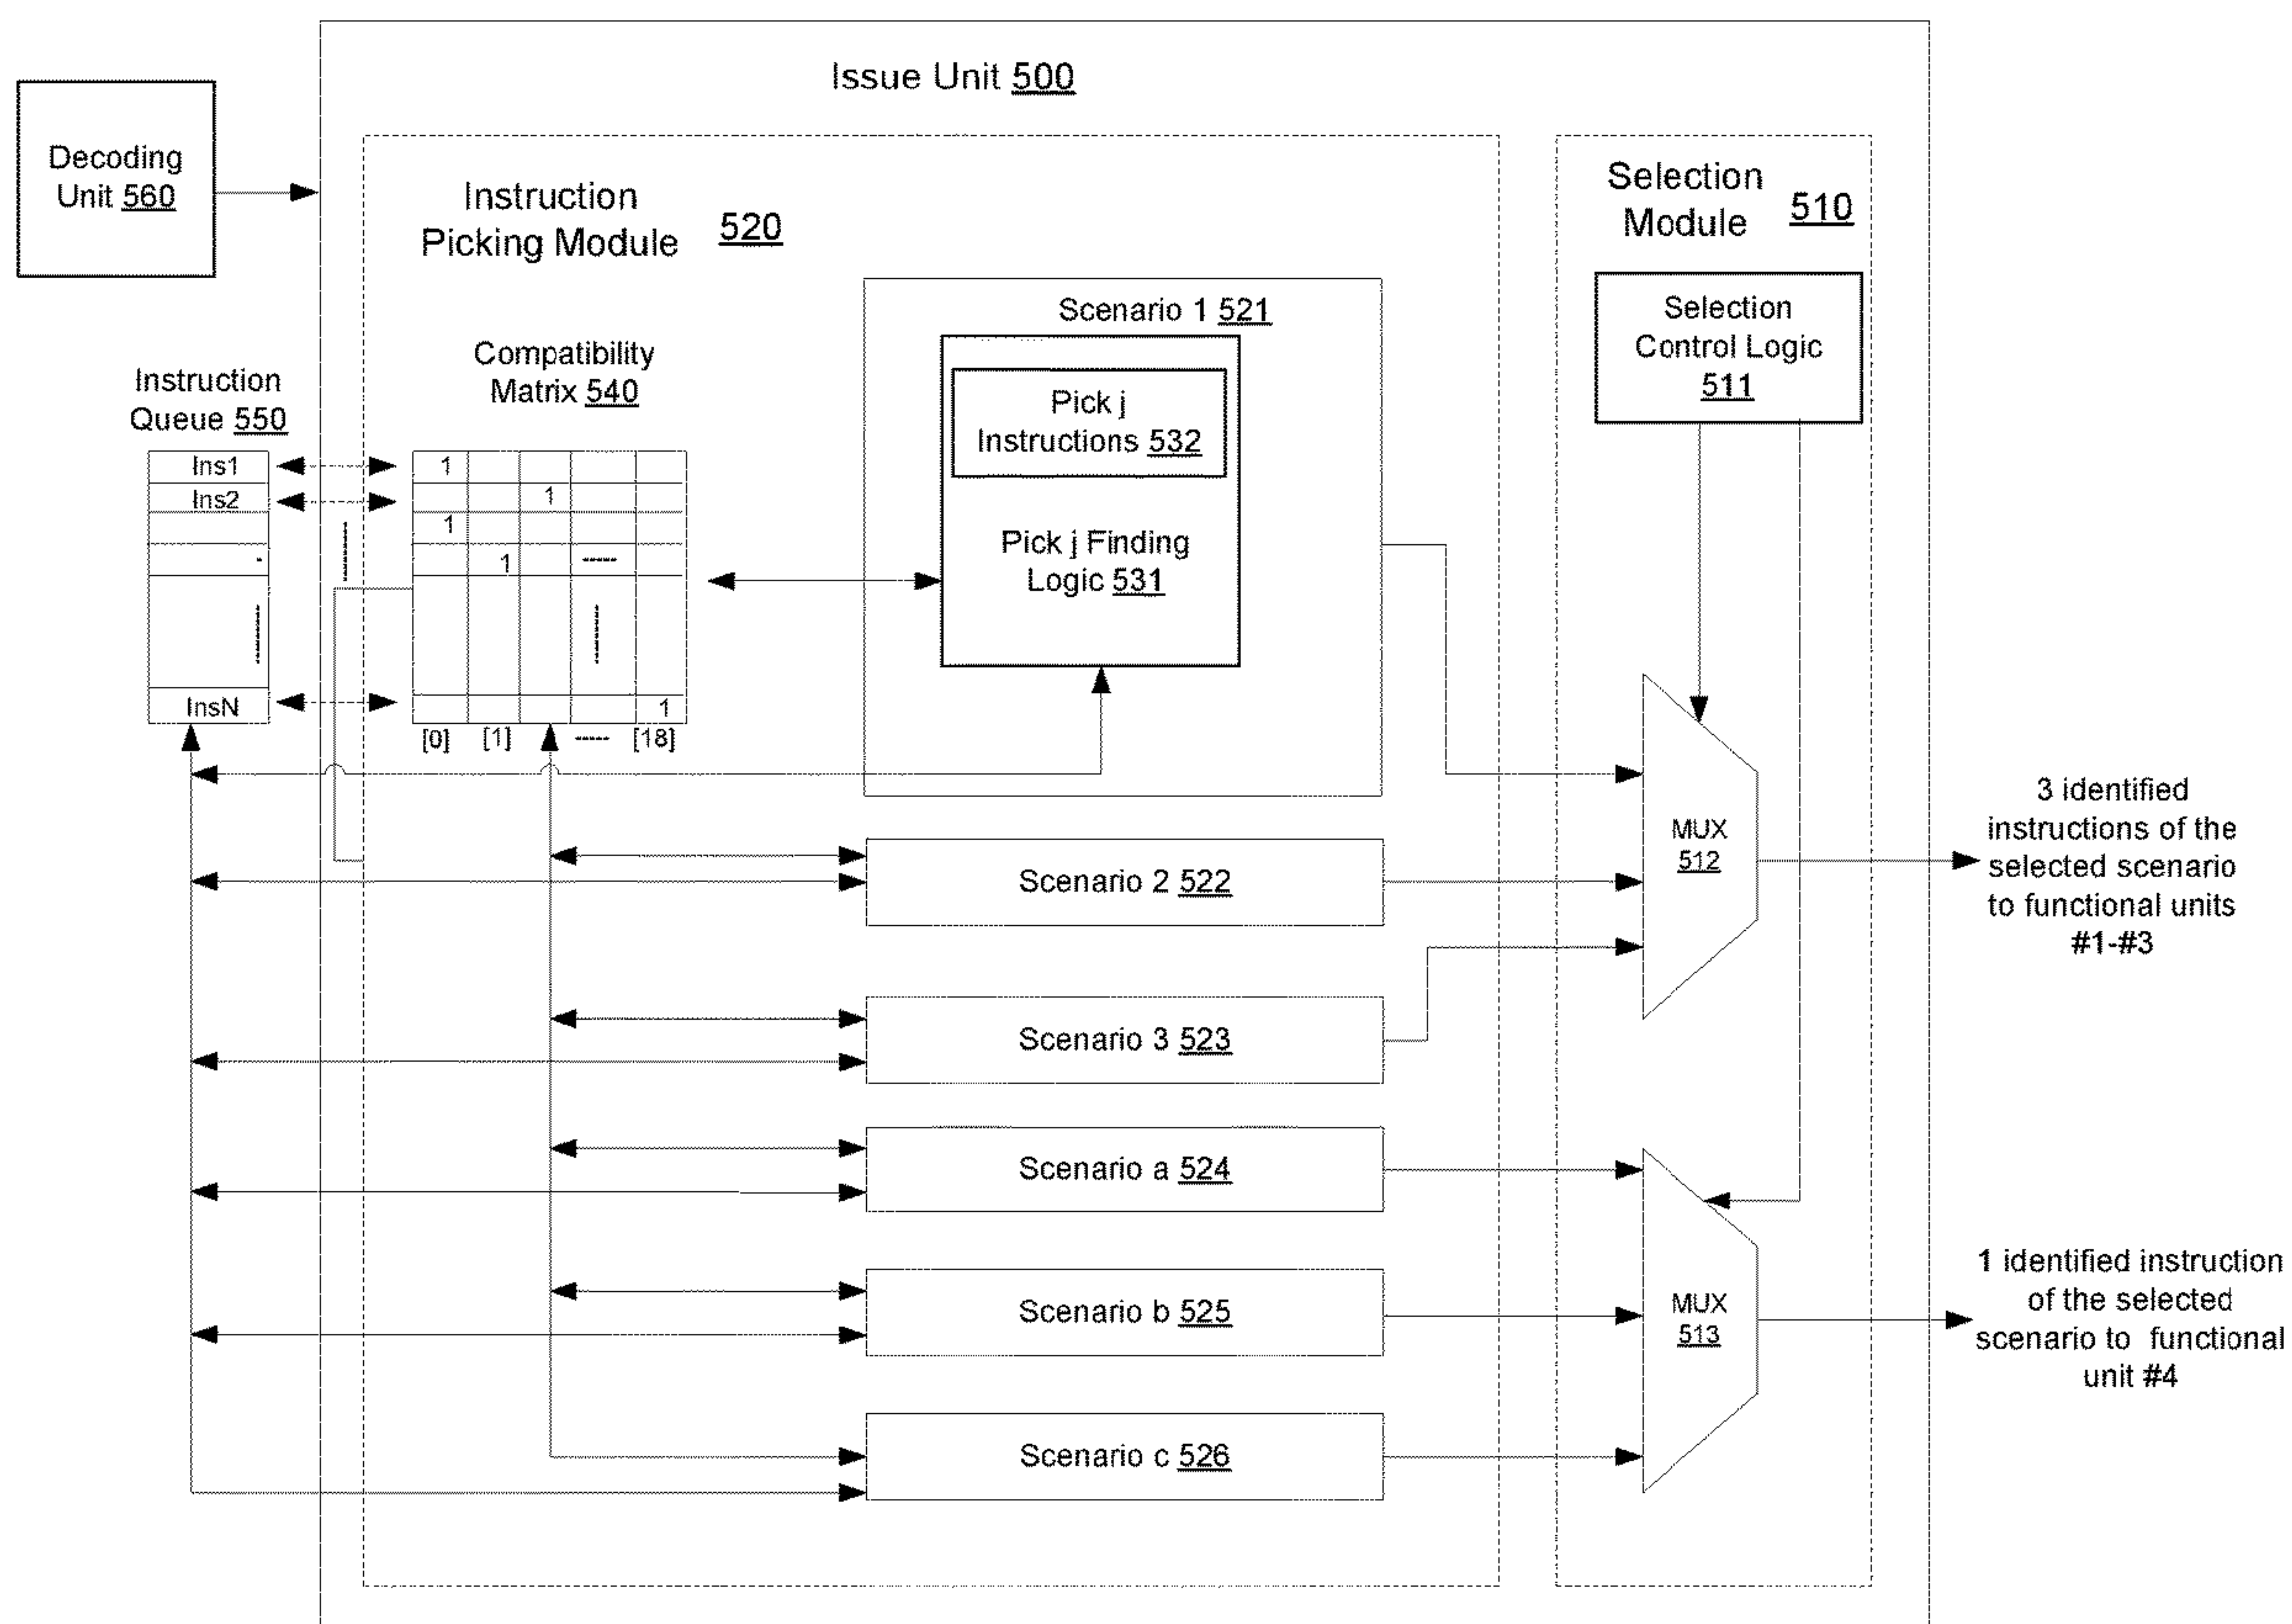 Issue Unit 500
Decoding
Unit 560
Instruction
Picking Module 520
Selection
Module 510
Scenario 1 521
Selection
Control Logic
511
Compatibility
Matrix 540
Instruction
Queue 550
Pick j
Instructions 532
Pick j Finding
Logic 531
Ins1
Ins2
InsN
1
1
1
1
1
[0] [1] ----- [18]
MUX
512
3 identified
instructions of the
selected scenario
to functional units
#1-#3
Scenario 2 522
Scenario 3 523
Scenario a 524
Scenario b 525
Scenario c 526
MUX
513
1 identified instruction
of the selected
scenario to functional
unit #4